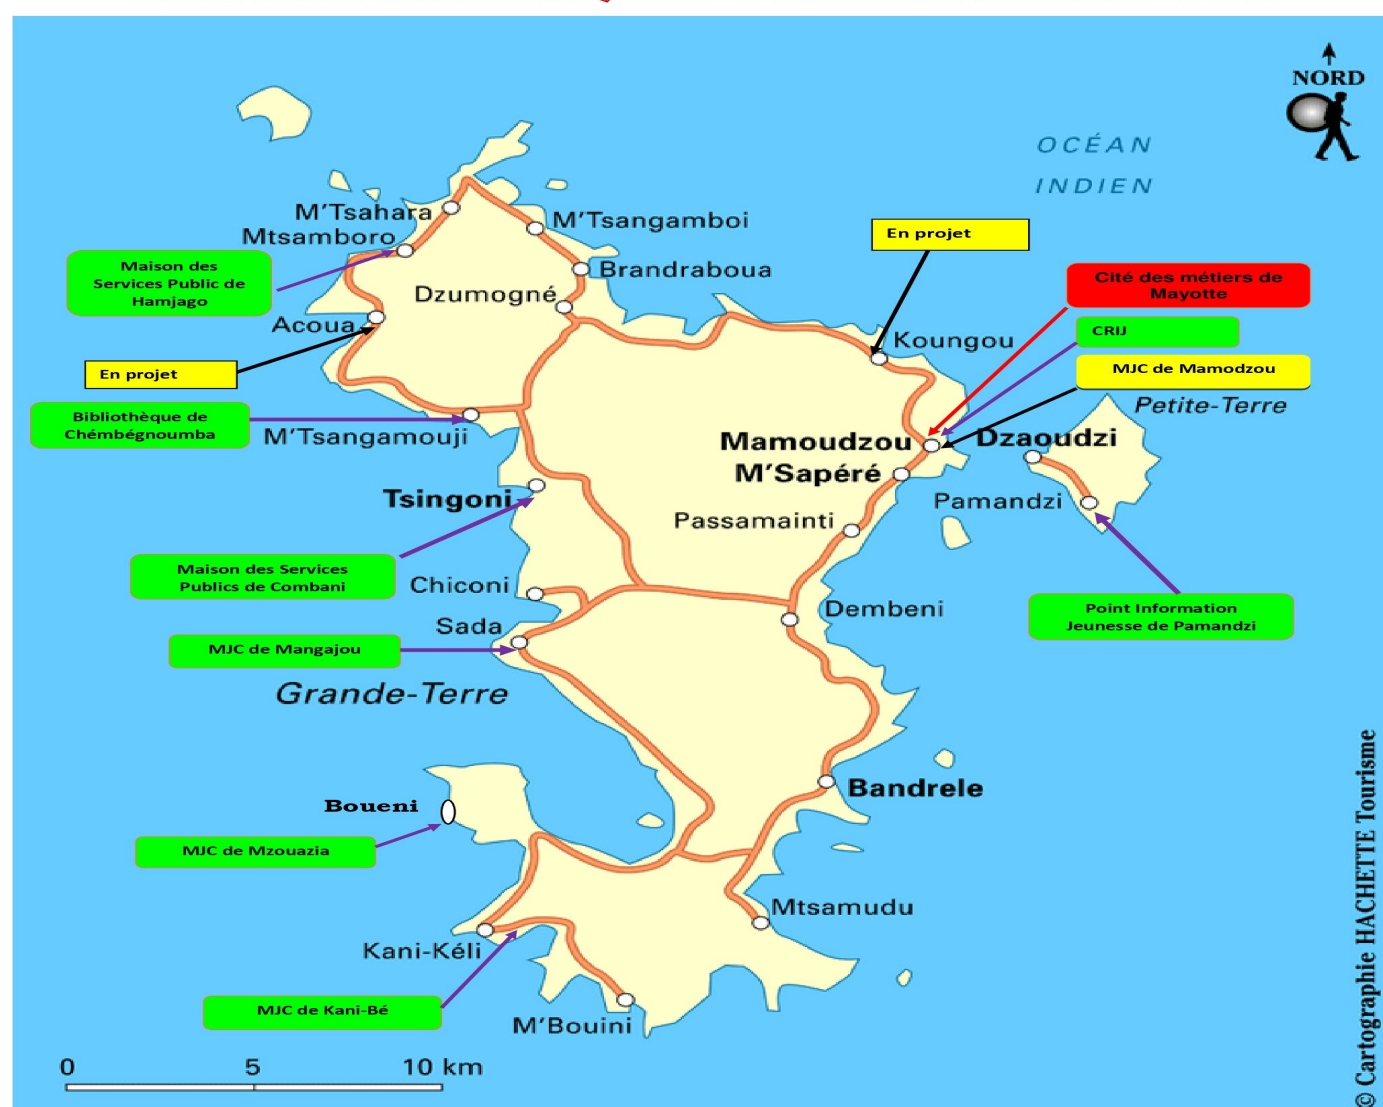 NORD
OCÉAN
INDIEN
M'Tsahara
M'Tsangamboi
Mtsamboro
En projet
Maison des
Services Public de
Hamjago
Brandraboua
Cité des métiers de
Mayotte
Dzumogné
Acoua
CRIJ
Koungou
En projet
MJC de Mamodzou
Petite-Terre
Bibliothèque de
Chémbégnoumba
M'Tsangamouji
Mamoudzou
Dzaoudzi
M'Sapéré
Tsingoni
Pamandzi
Passamainti
Maison des Services
Publics de Combani
Chiconi
Dembeni
Point Information
Jeunesse de Pamandzi
Sada
MJC de Mangajou
Grande-Terre
Bandrele
Boueni
MJC de Mzouazia
Mtsamudu
Kani-Kéli
MJC de Kani-Bé
M'Bouini
0 5 10 km
© Cartographie HACHETTE Tourisme